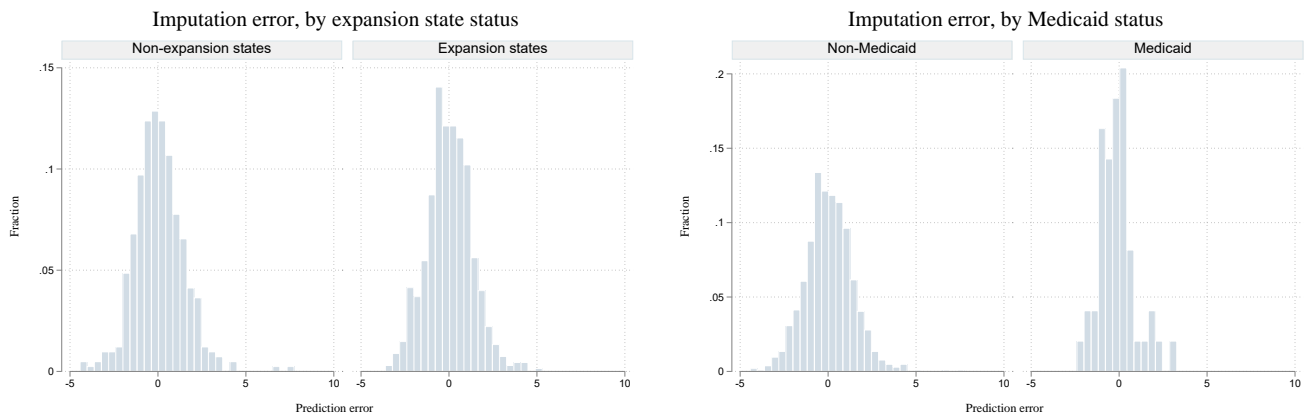 Imputation error, by expansion state status
Non-expansion states
Expansion states
.15
.1
.05
0
Fraction
-5
0
5
10
-5
0
5
10
Prediction error
Imputation error, by Medicaid status
Non-Medicaid
Medicaid
.2
.15
.1
.05
0
Fraction
-5
0
5
10
-5
0
5
10
Prediction error